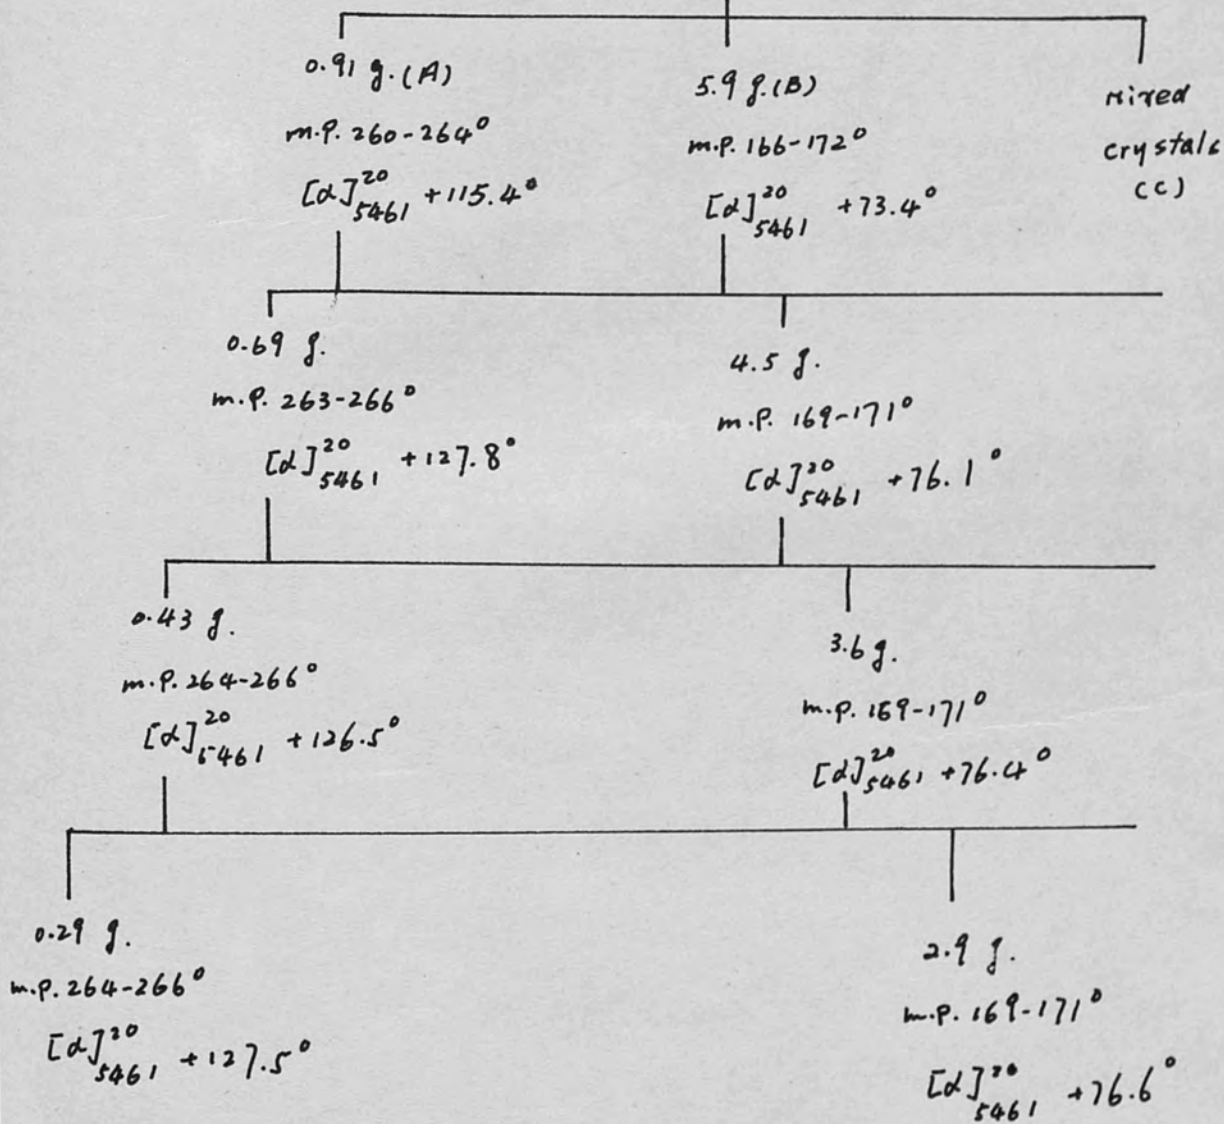 0.91 g. (A)
m.p. 260-264°
[α]²⁰₅₄₆₁ +115.4°
5.9 g. (B)
m.p. 166-172°
[α]²⁰₅₄₆₁ +73.4°
mixed
crystals
(C)
0.69 g.
m.p. 263-266°
[α]²⁰₅₄₆₁ +127.8°
4.5 g.
m.p. 169-171°
[α]²⁰₅₄₆₁ +76.1°
0.43 g.
m.p. 264-266°
[α]²⁰₅₄₆₁ +126.5°
3.6 g.
m.p. 169-171°
[α]²⁰₅₄₆₁ +76.4°
0.29 g.
m.p. 264-266°
[α]²⁰₅₄₆₁ +127.5°
2.9 g.
m.p. 169-171°
[α]²⁰₅₄₆₁ +76.6°